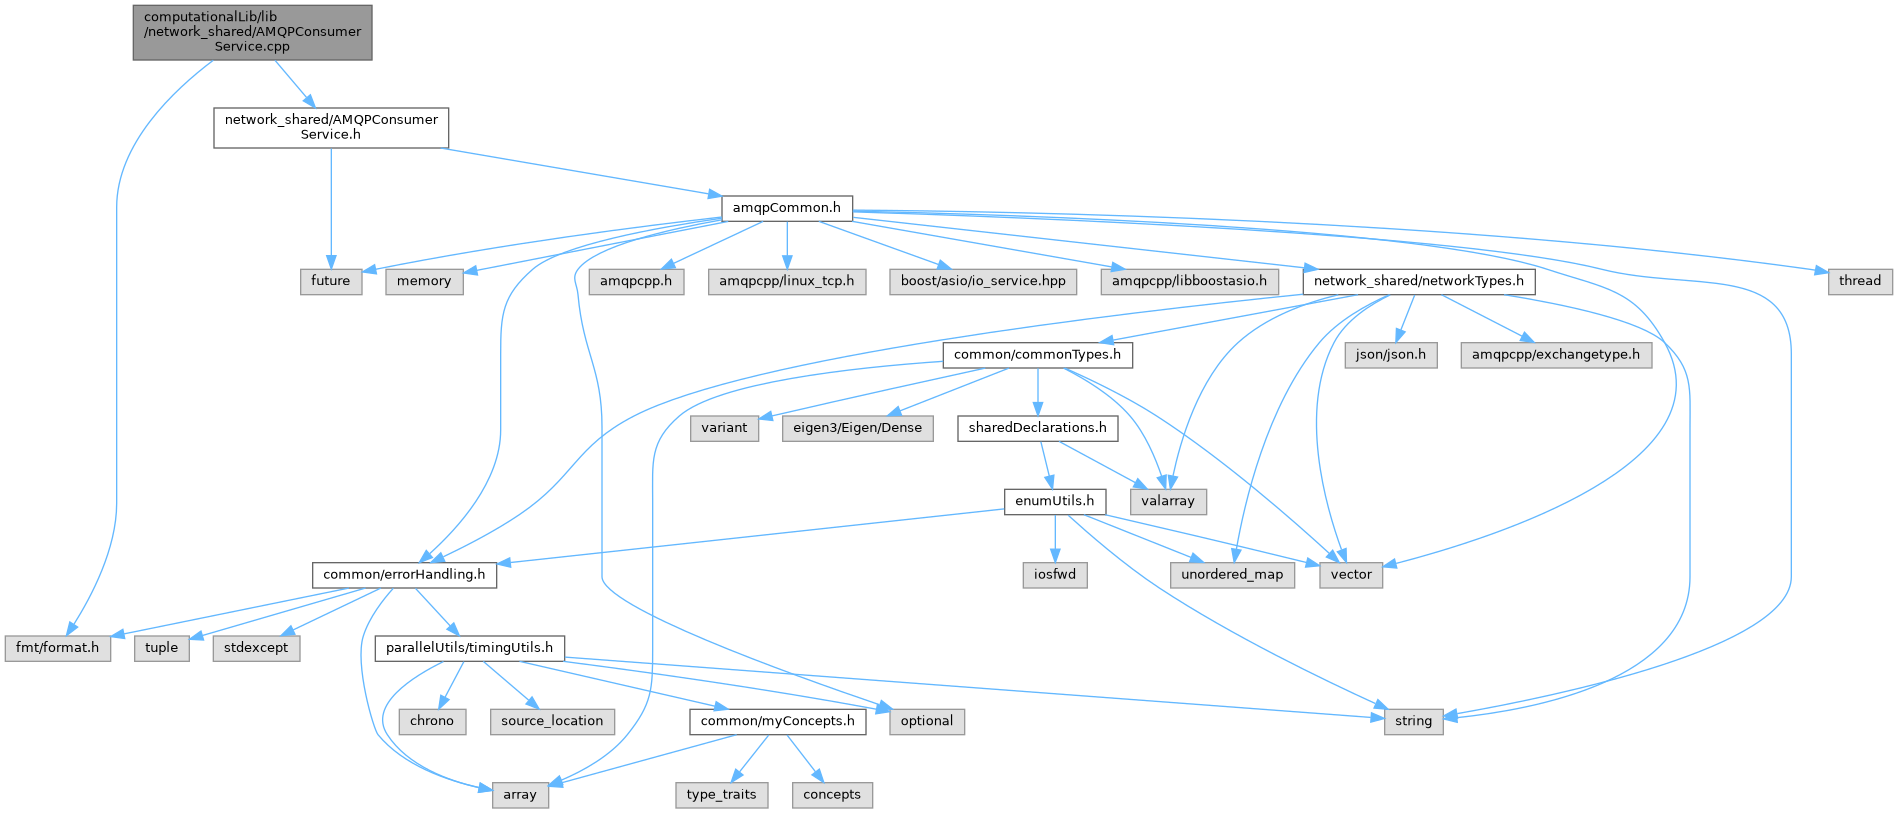 computationalLib/lib
/network_shared/AMQPConsumer
Service.cpp
network_shared/AMQPConsumer
Service.h
amqpCommon.h
future
memory
amqpcpp.h
amqpcpp/linux_tcp.h
boost/asio/io_service.hpp
amqpcpp/libboostasio.h
network_shared/networkTypes.h
thread
common/commonTypes.h
json/json.h
amqpcpp/exchangetype.h
variant
eigen3/Eigen/Dense
sharedDeclarations.h
enumUtils.h
valarray
common/errorHandling.h
iosfwd
unordered_map
vector
fmt/format.h
tuple
stdexcept
parallelUtils/timingUtils.h
chrono
source_location
common/myConcepts.h
optional
string
array
type_traits
concepts